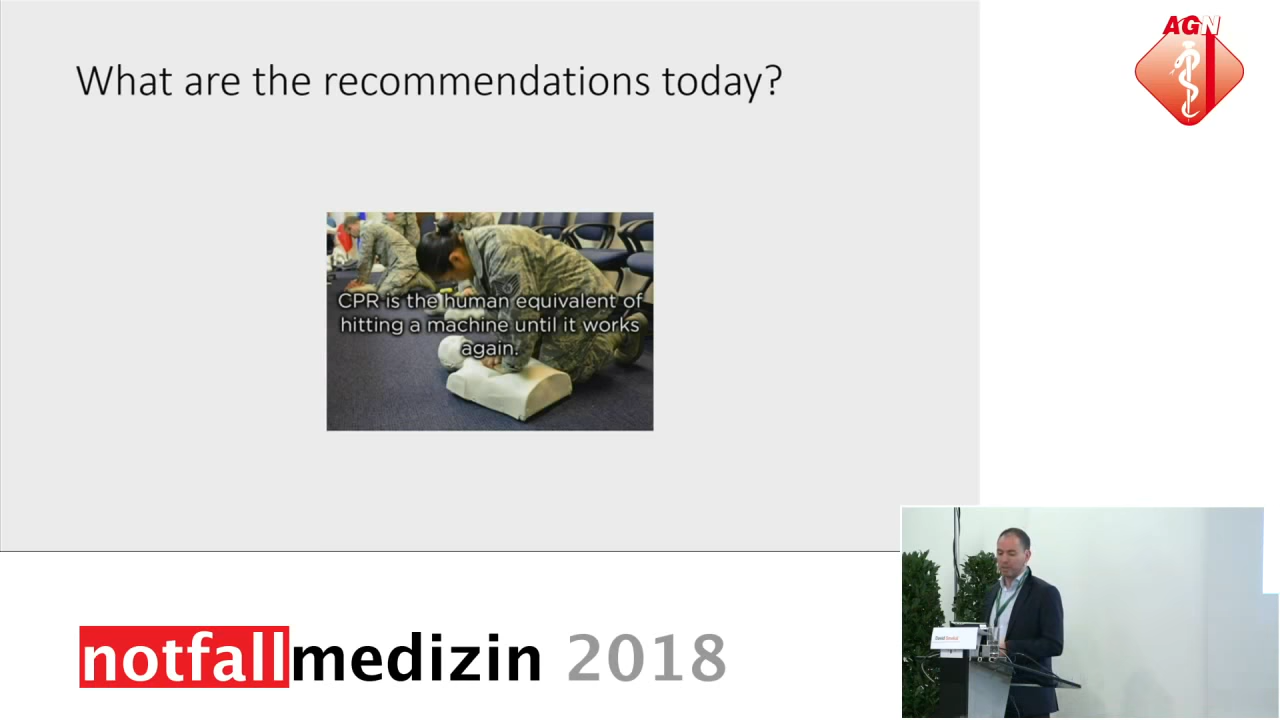 What are the recommendations today?
AGN
CPR is the human equivalent of
hitting a machine until it works
again.
notfallmedizin 2018